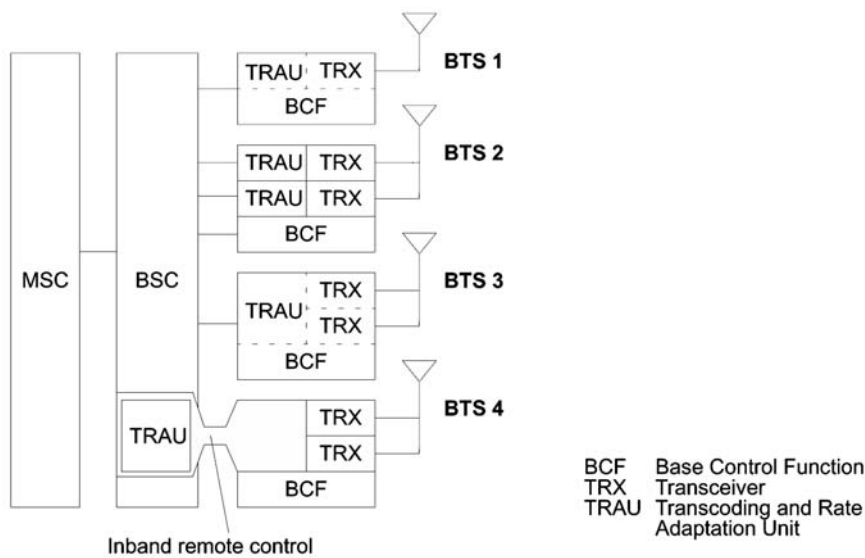 TRAU TRX
BCF
BTS 1
TRAU TRX
TRAU TRX
BCF
BTS 2
MSC
BSC
TRAU
TRX
TRX
BCF
BTS 3
TRAU
TRX
TRX
BCF
BTS 4
Inband remote control
BCF Base Control Function
TRX Transceiver
TRAU Transcoding and Rate
Adaptation Unit